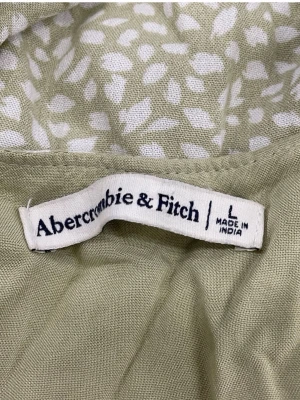 Abercrombie & Fitch
L
MADE IN
INDIA